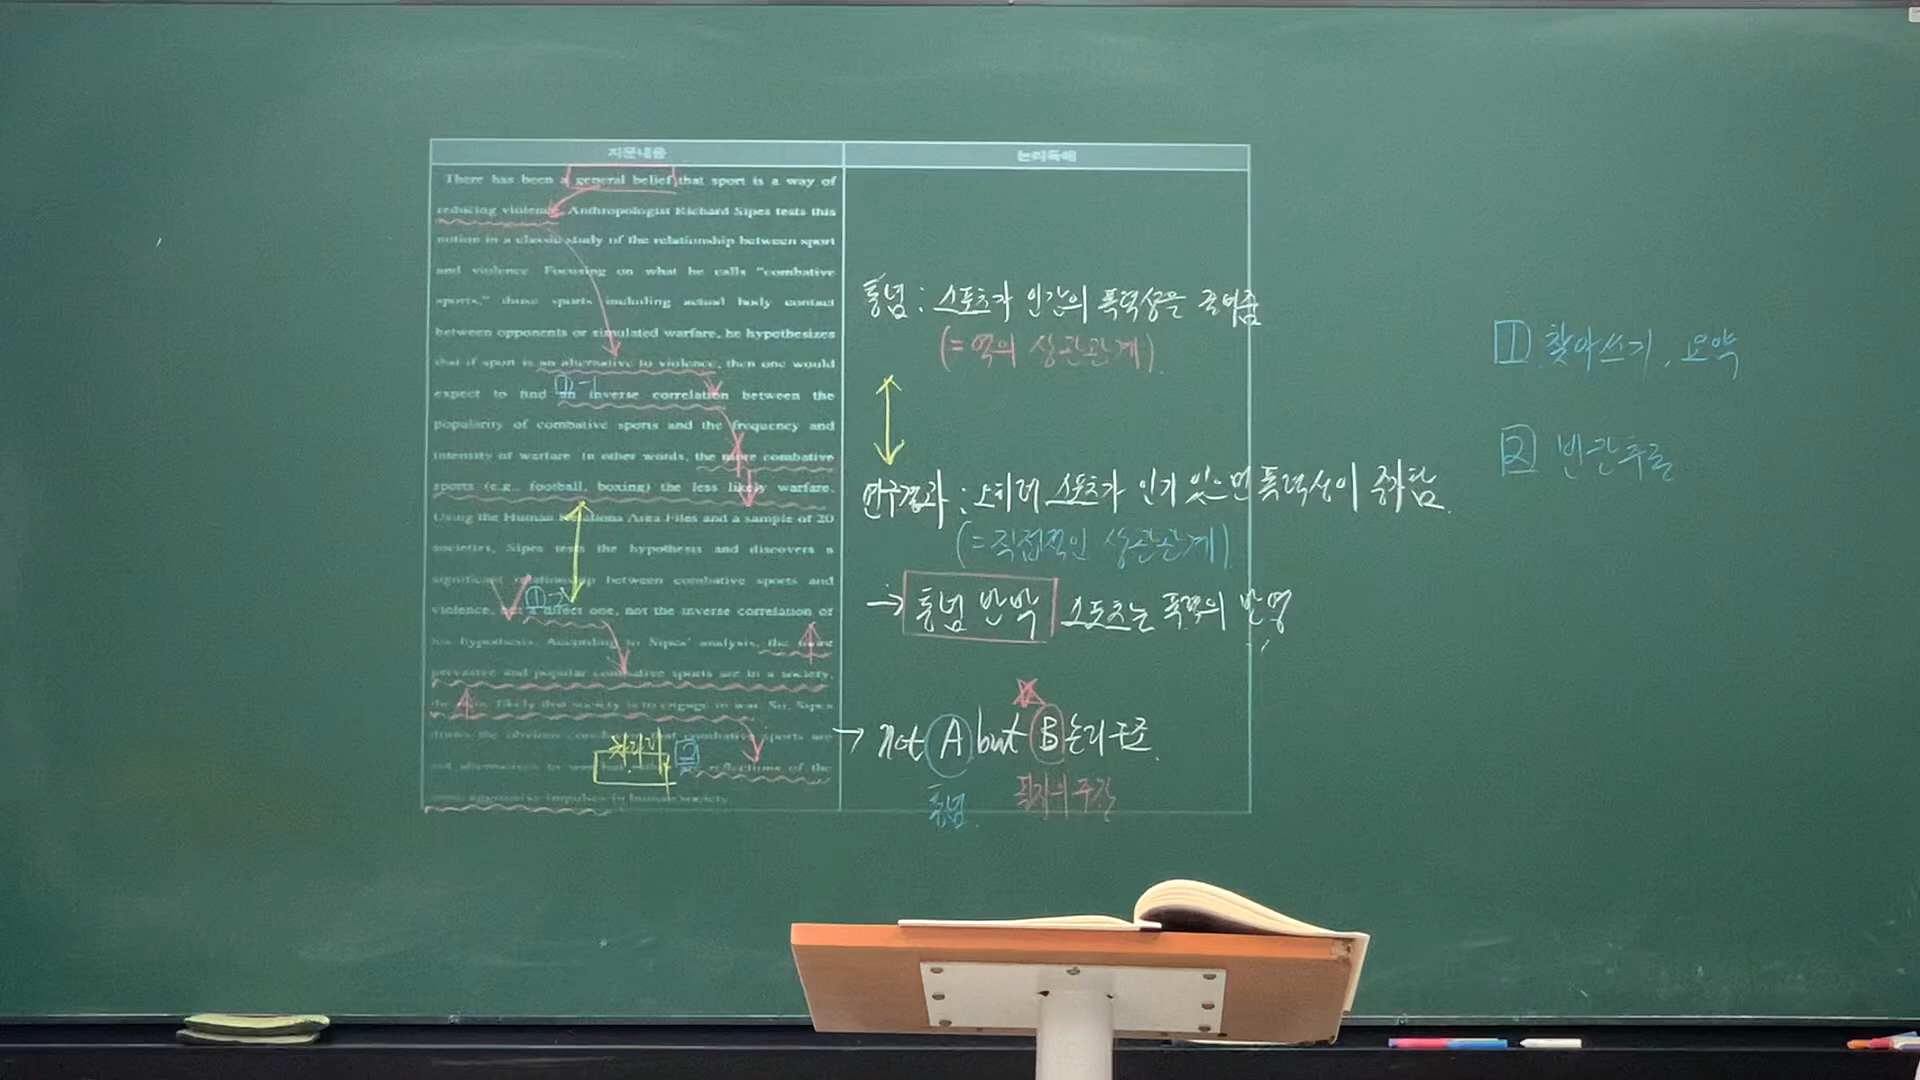 지문내용
There has been a general belief that sport is a way of
reducing violence. Anthropologist Richard Sipes tests this
notion in a classic study of the relationship between sport
and violence. Focusing on what he calls "combative
sports," those sports including actual body contact
between opponents or simulated warfare, he hypothesizes
that if sport is an alternative to violence, then one would
①-1
expect to find an inverse correlation between the
popularity of combative sports and the frequency and
intensity of warfare. In other words, the more combative
sports (e.g., football, boxing) the less likely warfare.
Using the Human Relations Area Files and a sample of 20
societies, Sipes tests the hypothesis and discovers a
significant relationship between combative sports and
violence, but a direct one, not the inverse correlation of
his hypothesis. According to Sipes' analysis, the more
pervasive and popular combative sports are in a society,
the more likely that society is to engage in war. So, Sipes
draws the obvious that combative sports are
not alternatives to war but are reflections of the
same aggressive impulses in human society.
논리독해
통념 : 스포츠가 인간의 폭력성을 줄여줌
(= 역의 상관관계)
연구결과 : 오히려 스포츠가 인기 있으면 폭력성이 증가함.
(= 직접적인 상관관계)
→ 통념 반박 스포츠는 폭력의 반영
→ not A but B 논리구조.
통념. 필자의 주장
① 찾아쓰기, 요약
② 빈칸추론